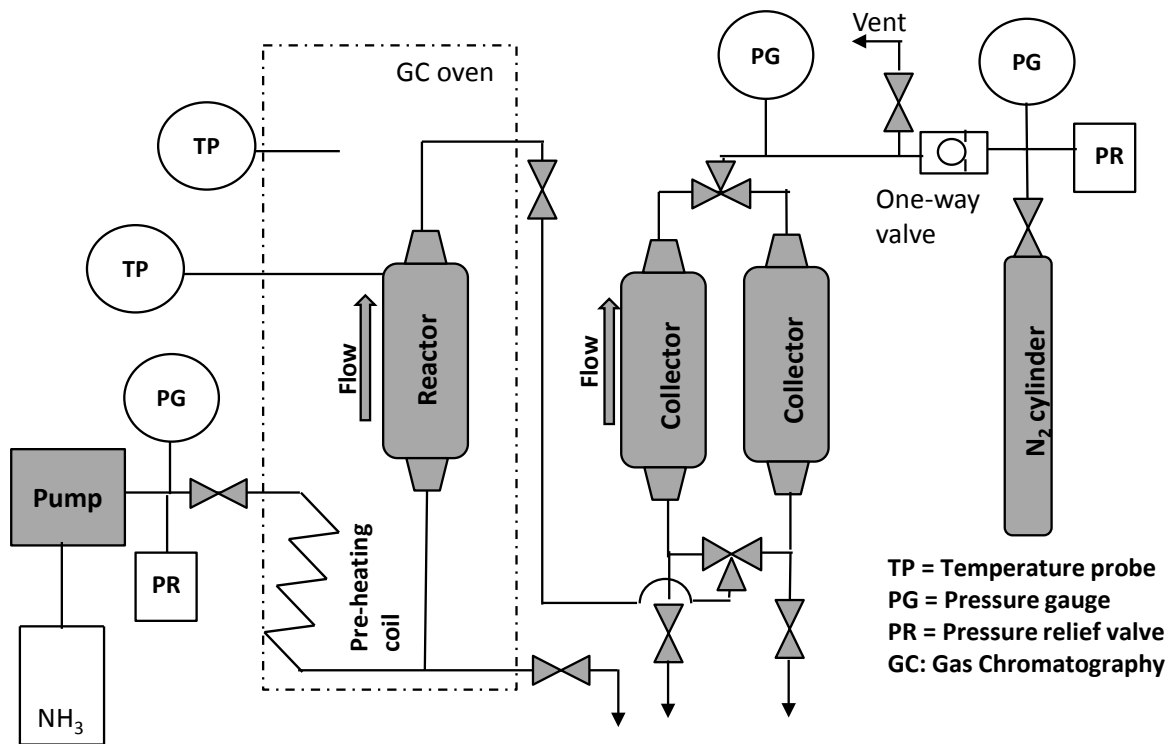 Vent
PG
PG
GC oven
TP
PR
One-way
valve
TP
Flow
Reactor
Flow
Collector
Collector
N₂ cylinder
PG
Pump
PR
Pre-heating
coil
NH₃
TP = Temperature probe
PG = Pressure gauge
PR = Pressure relief valve
GC: Gas Chromatography